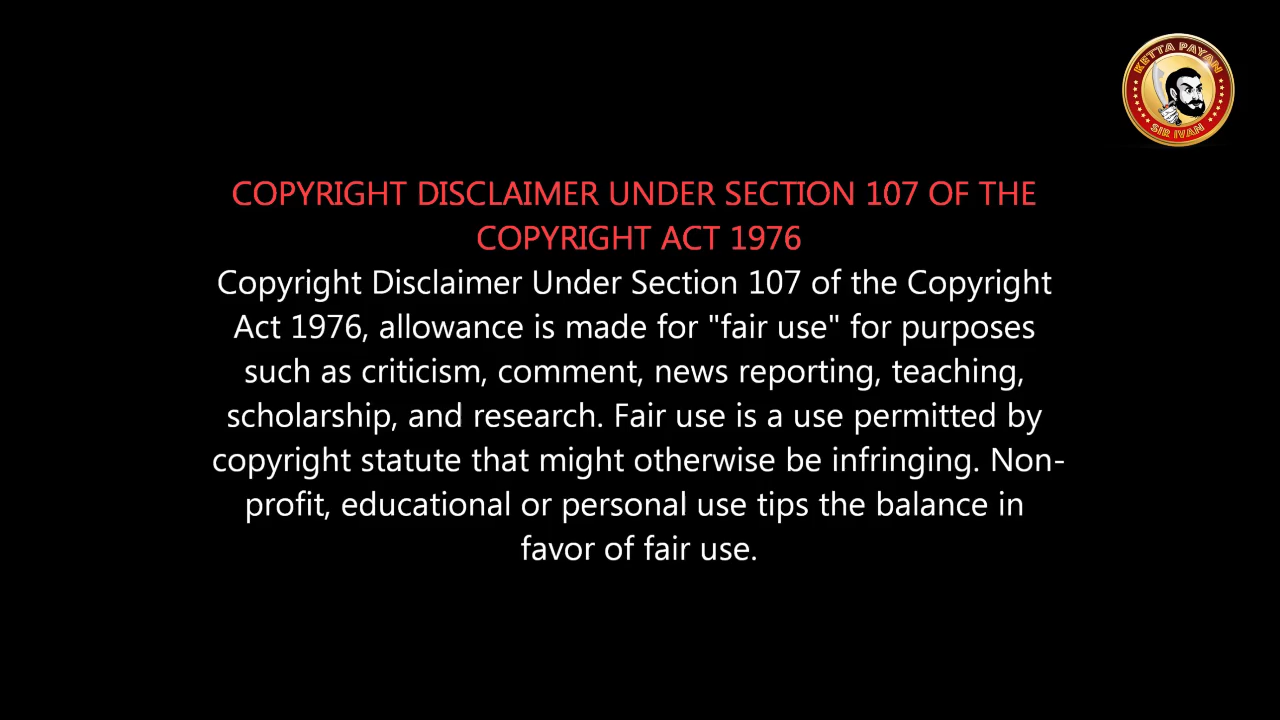 KETTA PAYAN
SIR IVAN
COPYRIGHT DISCLAIMER UNDER SECTION 107 OF THE
COPYRIGHT ACT 1976
Copyright Disclaimer Under Section 107 of the Copyright
Act 1976, allowance is made for "fair use" for purposes
such as criticism, comment, news reporting, teaching,
scholarship, and research. Fair use is a use permitted by
copyright statute that might otherwise be infringing. Non-
profit, educational or personal use tips the balance in
favor of fair use.